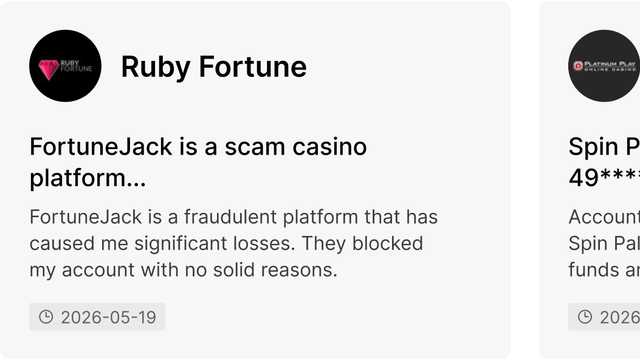 RUBY
FORTUNE
Ruby Fortune
FortuneJack is a scam casino
platform...
FortuneJack is a fraudulent platform that has
caused me significant losses. They blocked
my account with no solid reasons.
2026-05-19
PLATINUM PLAY
ONLINE CASINO
Spin P
49****
Account
Spin Pal
funds a
2026